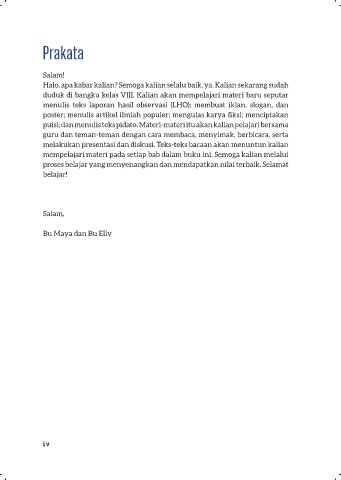 Prakata
Salam!
Halo, apa kabar kalian? Semoga kalian selalu baik, ya. Kalian sekarang sudah
duduk di bangku kelas VIII. Kalian akan mempelajari materi baru seputar
menulis teks laporan hasil observasi (LHO); membuat iklan, slogan, dan
poster; menulis artikel ilmiah populer; mengulas karya fiksi; menciptakan
puisi; dan menulis teks pidato. Materi-materi itu akan kalian pelajari bersama
guru dan teman-teman dengan cara membaca, menyimak, berbicara, serta
melakukan presentasi dan diskusi. Teks-teks bacaan akan menuntun kalian
mempelajari materi pada setiap bab dalam buku ini. Semoga kalian melalui
proses belajar yang menyenangkan dan mendapatkan nilai terbaik. Selamat
belajar!
Salam,
Bu Maya dan Bu Elly
iv